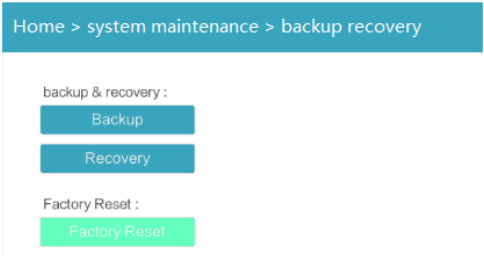 Home > system maintenance > backup recovery
backup & recovery :
Backup
Recovery
Factory Reset :
Factory Reset